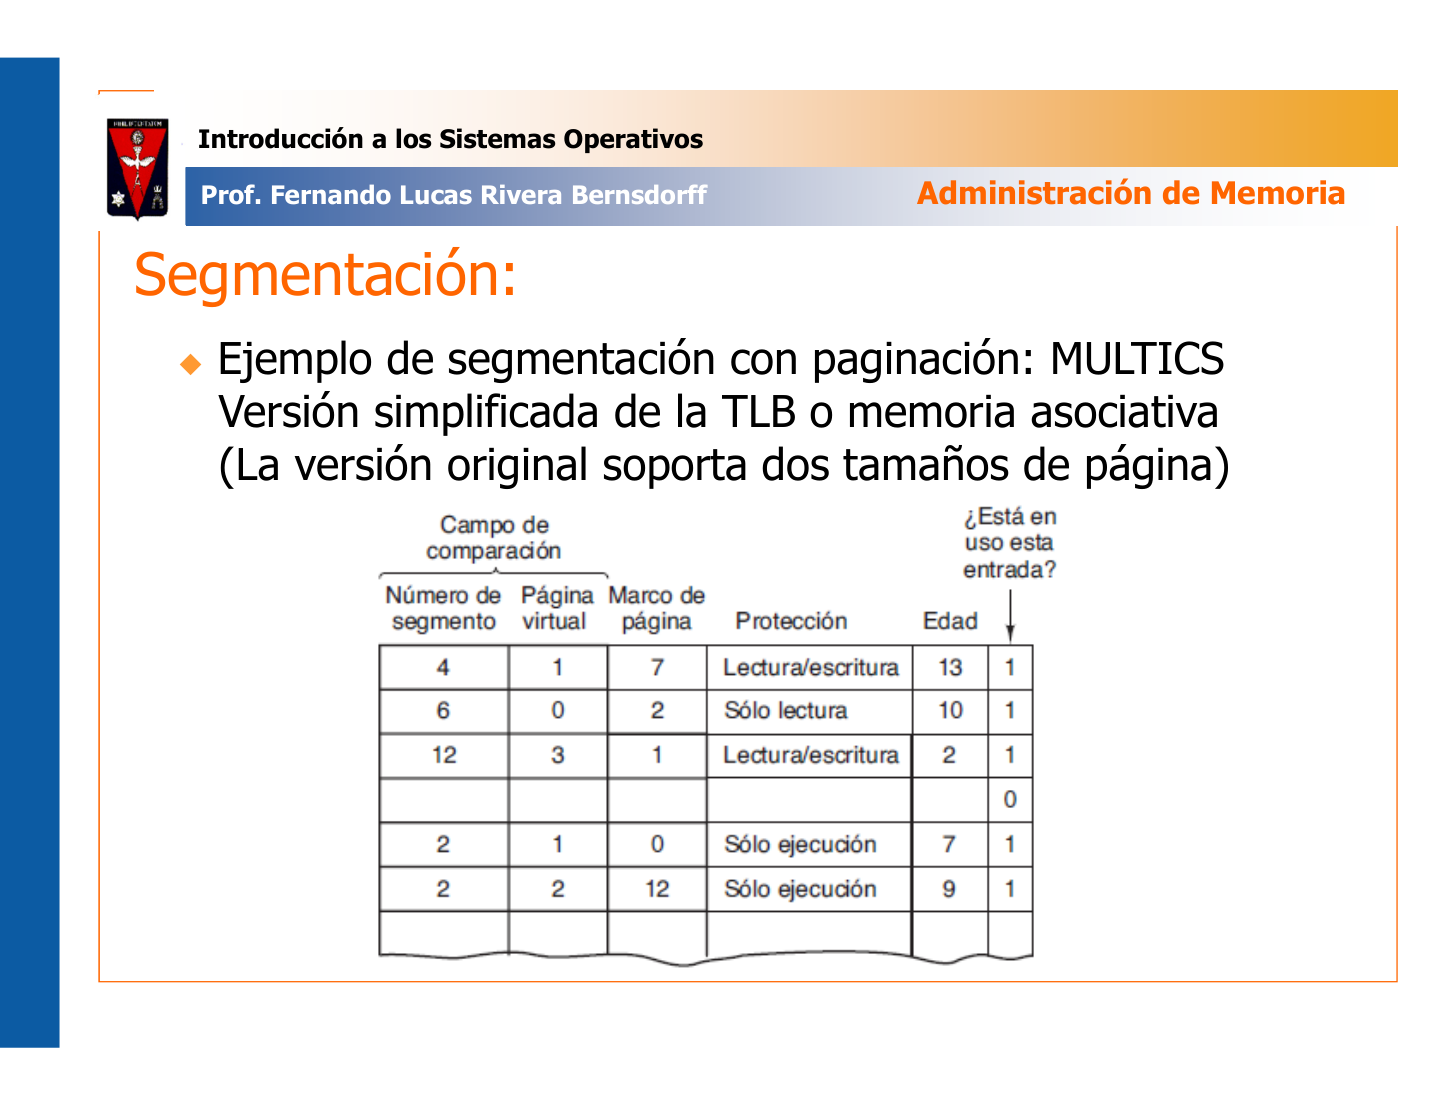 Introducción a los Sistemas Operativos
Prof. Fernando Lucas Rivera Bernsdorff
Administración de Memoria
Segmentación:
Ejemplo de segmentación con paginación: MULTICS
Versión simplificada de la TLB o memoria asociativa
(La versión original soporta dos tamaños de página)
Campo de
comparación
¿Está en
uso esta
entrada?
Número de
segmento
Página
virtual
Marco de
página
Protección
Edad
4 1 7 Lectura/escritura 13 1
6 0 2 Sólo lectura 10 1
12 3 1 Lectura/escritura 2 1
0
2 1 0 Sólo ejecución 7 1
2 2 12 Sólo ejecución 9 1